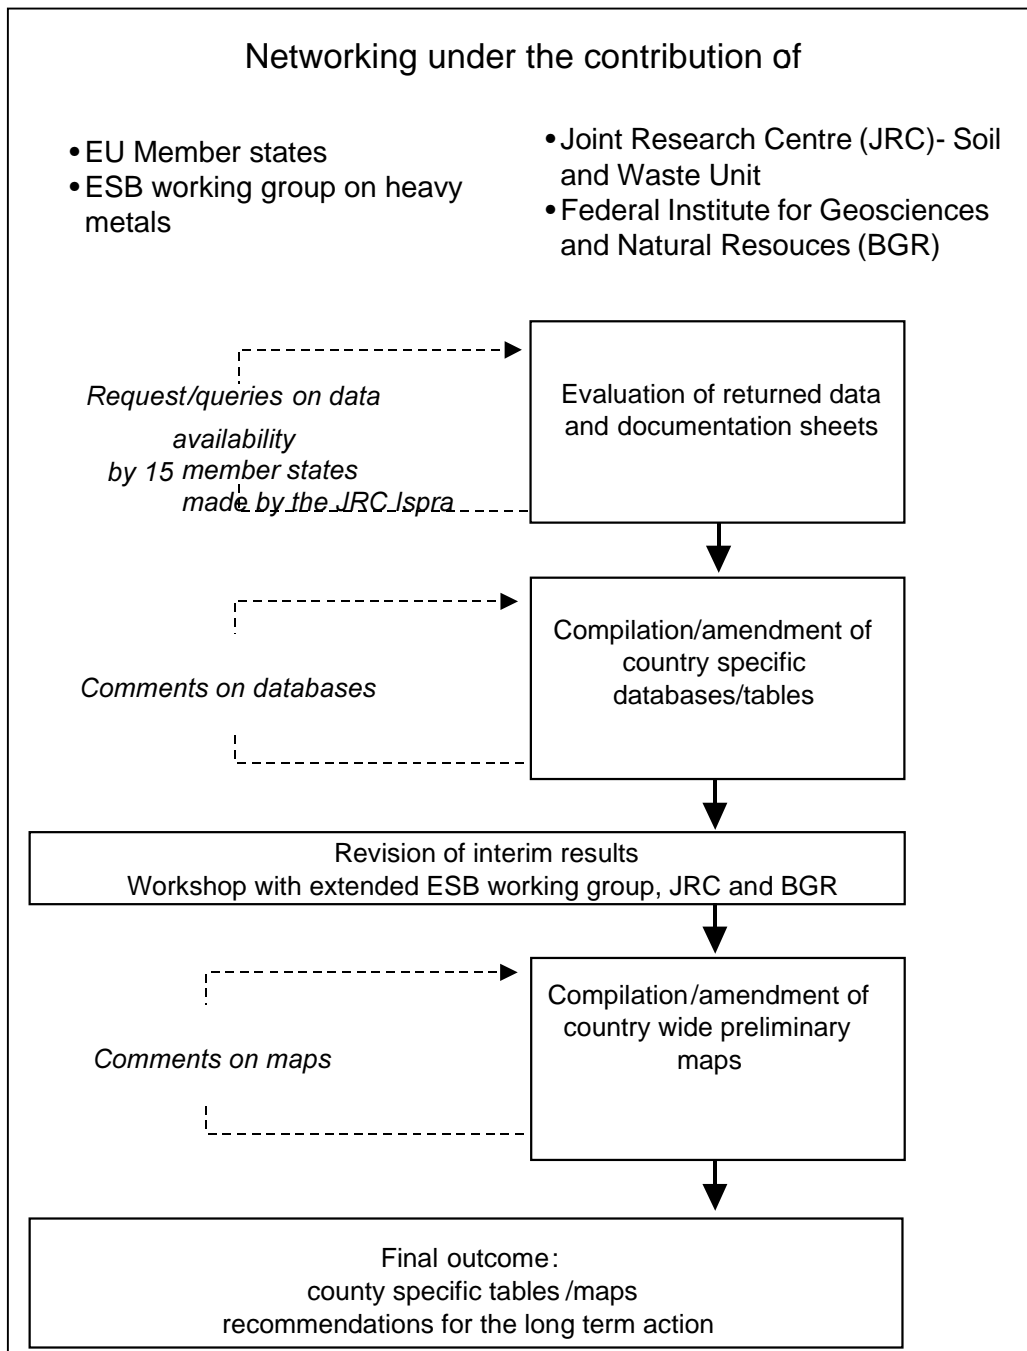 Networking under the contribution of
• EU Member states
• ESB working group on heavy
metals
• Joint Research Centre (JRC)- Soil
and Waste Unit
• Federal Institute for Geosciences
and Natural Resouces (BGR)
Request/queries on data
availability
by 15 member states
made by the JRC Ispra
Evaluation of returned data
and documentation sheets
Comments on databases
Compilation/amendment of
country specific
databases/tables
Revision of interim results
Workshop with extended ESB working group, JRC and BGR
Comments on maps
Compilation/amendment of
country wide preliminary
maps
Final outcome:
county specific tables /maps
recommendations for the long term action